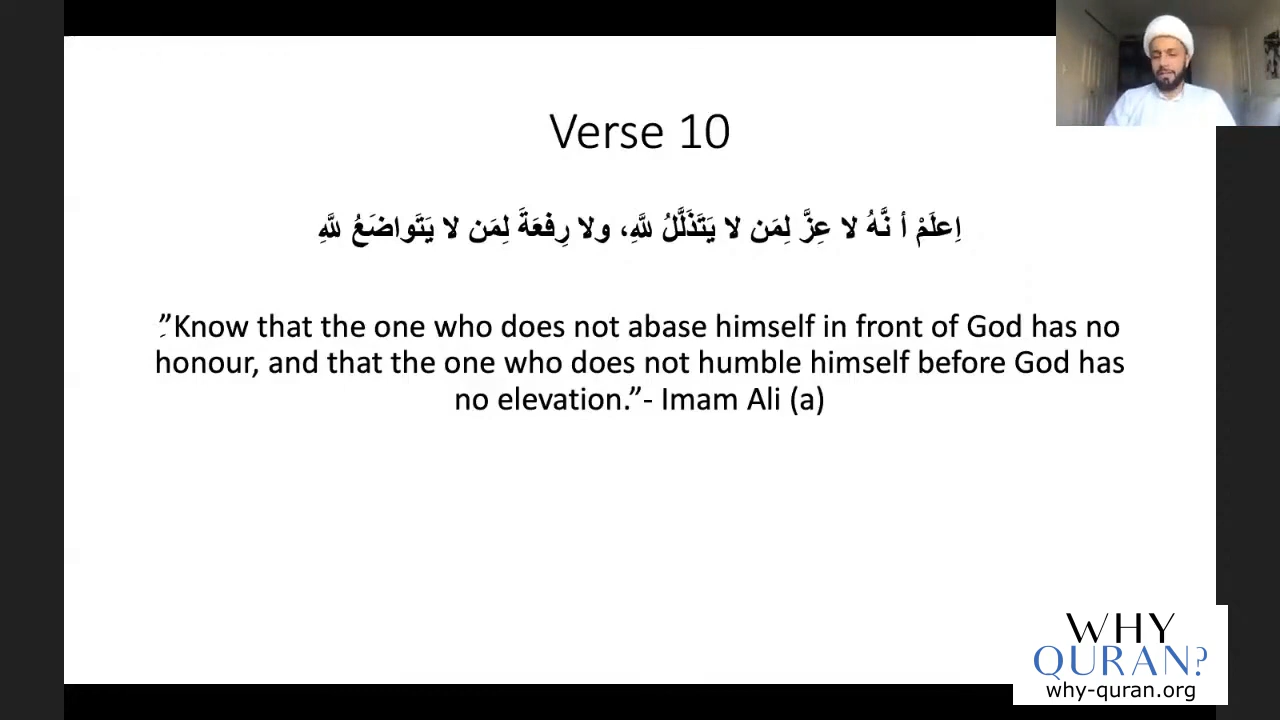 Verse 10
اِعلَمْ أ نَّهُ لا عِزَّ لِمَن لا يَتَذَلَّلُ للَّهِ، ولا رِفعَةَ لِمَن لا يَتَواضَعُ للَّهِ
”Know that the one who does not abase himself in front of God has no
honour, and that the one who does not humble himself before God has
no elevation.”- Imam Ali (a)
WHY
QURAN?
why-quran.org